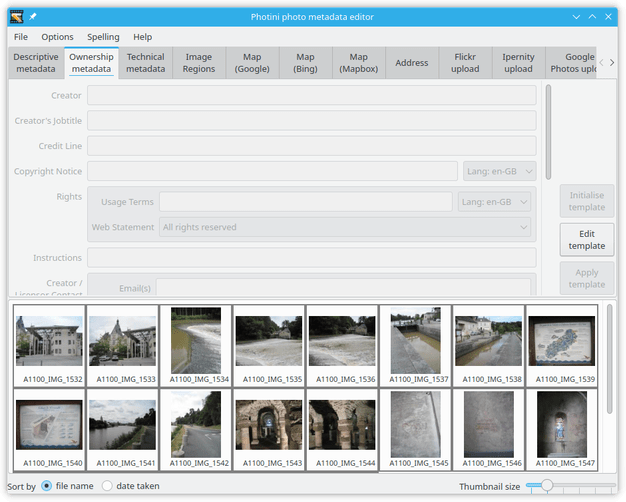 Photini photo metadata editor
File Options Spelling Help
Descriptive metadata Ownership metadata Technical metadata Image Regions Map (Google) Map (Bing) Map (Mapbox) Address Flickr upload Ipernity upload Google Photos uplo
Creator
Creator's Jobtitle
Credit Line
Copyright Notice Lang: en-GB
Rights Usage Terms Lang: en-GB
Web Statement All rights reserved
Initialise template
Edit template
Instructions
Apply template
Creator /
Licensor Contact Email(s)
A1100_IMG_1532 A1100_IMG_1533 A1100_IMG_1534 A1100_IMG_1535 A1100_IMG_1536 A1100_IMG_1537 A1100_IMG_1538 A1100_IMG_1539
A1100_IMG_1540 A1100_IMG_1541 A1100_IMG_1542 A1100_IMG_1543 A1100_IMG_1544 A1100_IMG_1545 A1100_IMG_1546 A1100_IMG_1547
Sort by file name date taken Thumbnail size